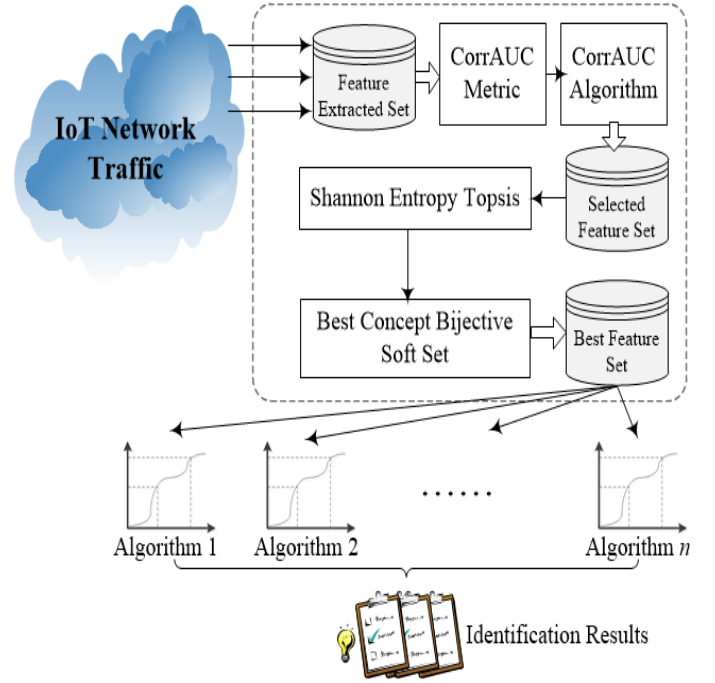 IoT Network
Traffic
Feature
Extracted Set
CorrAUC
Metric
CorrAUC
Algorithm
Selected
Feature Set
Shannon Entropy Topsis
Best Concept Bijective
Soft Set
Best Feature
Set
......
Algorithm 1
Algorithm 2
Algorithm n
Identification Results